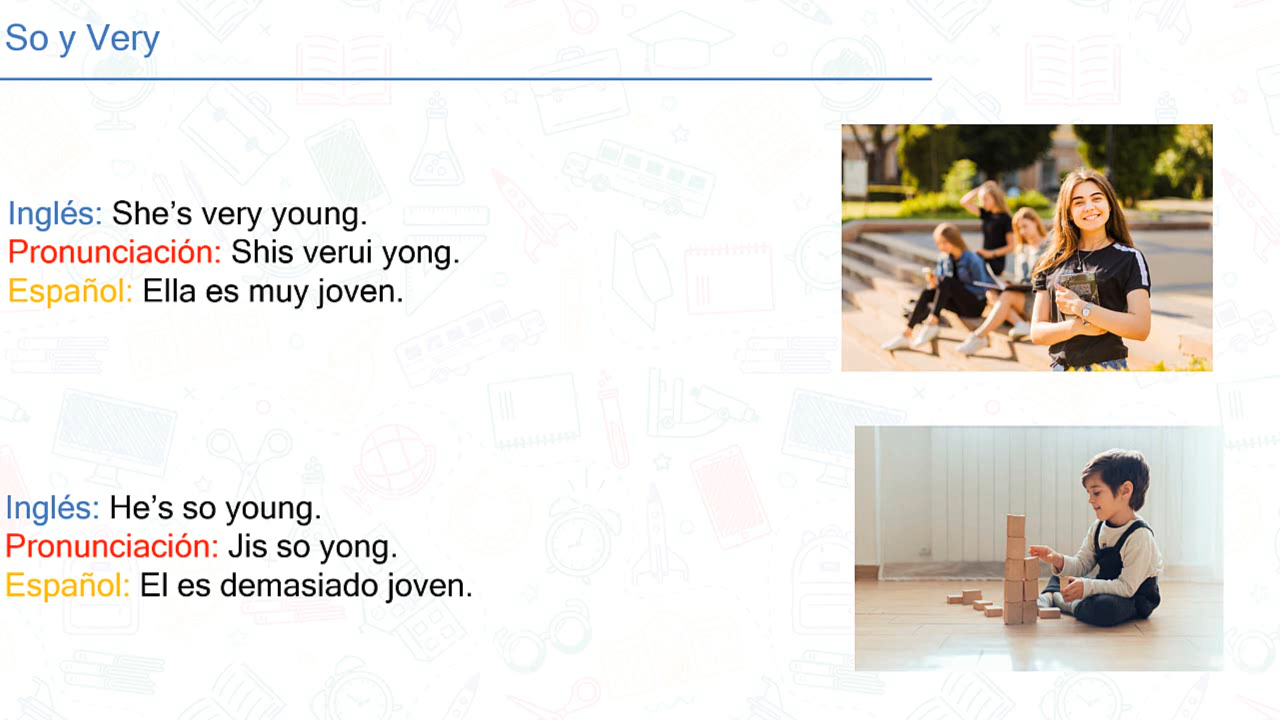 So y Very
Inglés: She’s very young.
Pronunciación: Shis verui yong.
Español: Ella es muy joven.
Inglés: He’s so young.
Pronunciación: Jis so yong.
Español: El es demasiado joven.